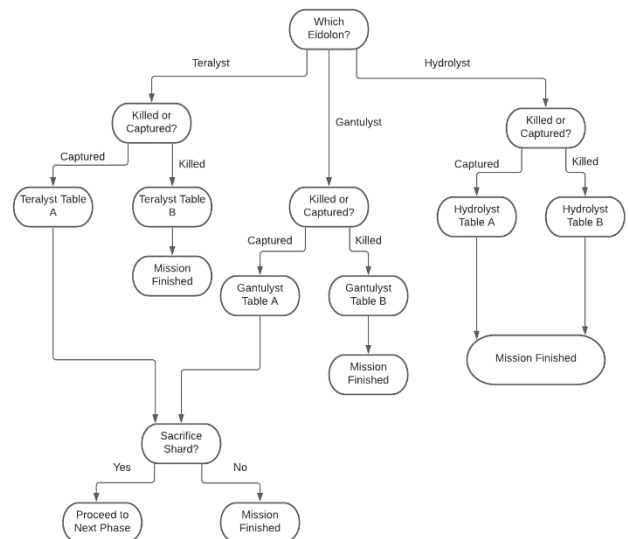 Which
Eidolon?
Teralyst
Hydrolyst
Gantulyst
Killed or
Captured?
Killed or
Captured?
Captured
Killed
Captured
Killed
Teralyst Table
A
Teralyst Table
B
Killed or
Captured?
Hydrolyst
Table A
Hydrolyst
Table B
Captured
Killed
Mission
Finished
Gantulyst
Table A
Gantulyst
Table B
Mission Finished
Mission
Finished
Sacrifice
Shard?
Yes
No
Proceed to
Next Phase
Mission
Finished